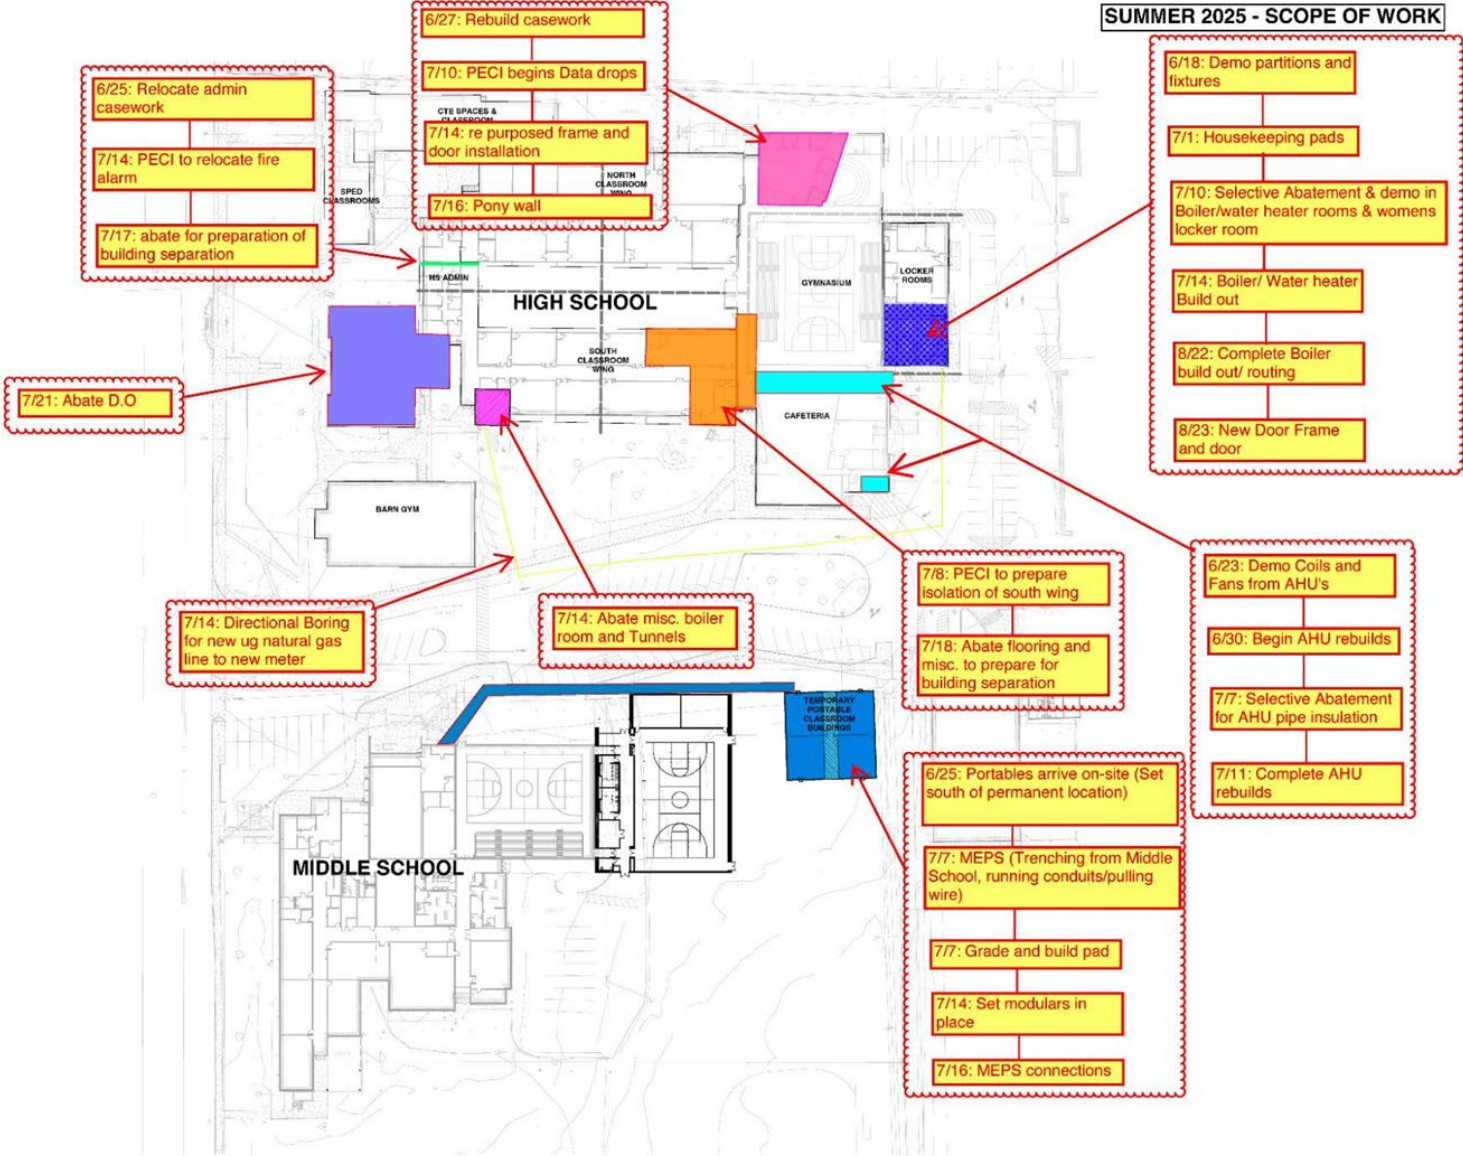 SUMMER 2025 - SCOPE OF WORK
6/27: Rebuild casework
7/10: PECI begins Data drops
7/14: re purposed frame and
door installation
7/16: Pony wall
6/25: Relocate admin
casework
7/14: PECI to relocate fire
alarm
7/17: abate for preparation of
building separation
6/18: Demo partitions and
fixtures
7/1: Housekeeping pads
7/10: Selective Abatement & demo in
Boiler/water heater rooms & womens
locker room
7/14: Boiler/ Water heater
Build out
8/22: Complete Boiler
build out/ routing
8/23: New Door Frame
and door
CTE SPACES &
CLASSROOM
SPED
CLASSROOMS
NORTH
CLASSROOM
WING
HS ADMIN
HIGH SCHOOL
GYMNASIUM
LOCKER
ROOMS
SOUTH
CLASSROOM
WING
CAFETERIA
7/21: Abate D.O
BARN GYM
7/14: Directional Boring
for new ug natural gas
line to new meter
7/14: Abate misc. boiler
room and Tunnels
7/8: PECI to prepare
isolation of south wing
7/18: Abate flooring and
misc. to prepare for
building separation
6/23: Demo Coils and
Fans from AHU's
6/30: Begin AHU rebuilds
7/7: Selective Abatement
for AHU pipe insulation
7/11: Complete AHU
rebuilds
TEMPORARY
PORTABLE
CLASSROOM
BUILDINGS
6/25: Portables arrive on-site (Set
south of permanent location)
7/7: MEPS (Trenching from Middle
School, running conduits/pulling
wire)
7/7: Grade and build pad
7/14: Set modulars in
place
7/16: MEPS connections
MIDDLE SCHOOL